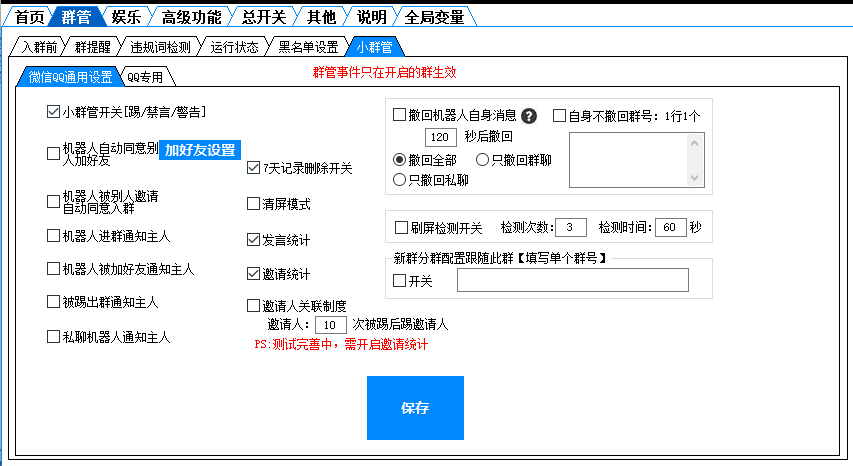 首页 群管 娱乐 高级功能 总开关 其他 说明 全局变量
入群前 群提醒 违规词检测 运行状态 黑名单设置 小群管
微信QQ通用设置 QQ专用
群管事件只在开启的群生效
小群管开关[踢/禁言/警告]
机器人自动同意别
人加好友
加好友设置
机器人被别人邀请
自动同意入群
机器人进群通知主人
机器人被加好友通知主人
被踢出群通知主人
私聊机器人通知主人
7天记录删除开关
清屏模式
发言统计
邀请统计
邀请人关联制度
邀请人: 10 次被踢后踢邀请人
PS:测试完善中，需开启邀请统计
撤回机器人自身消息 ? 自身不撤回群号: 1行1个
120 秒后撤回
撤回全部 只撤回群聊
只撤回私聊
刷屏检测开关 检测次数: 3 检测时间: 60 秒
新群分群配置跟随此群【填写单个群号】
开关
保存